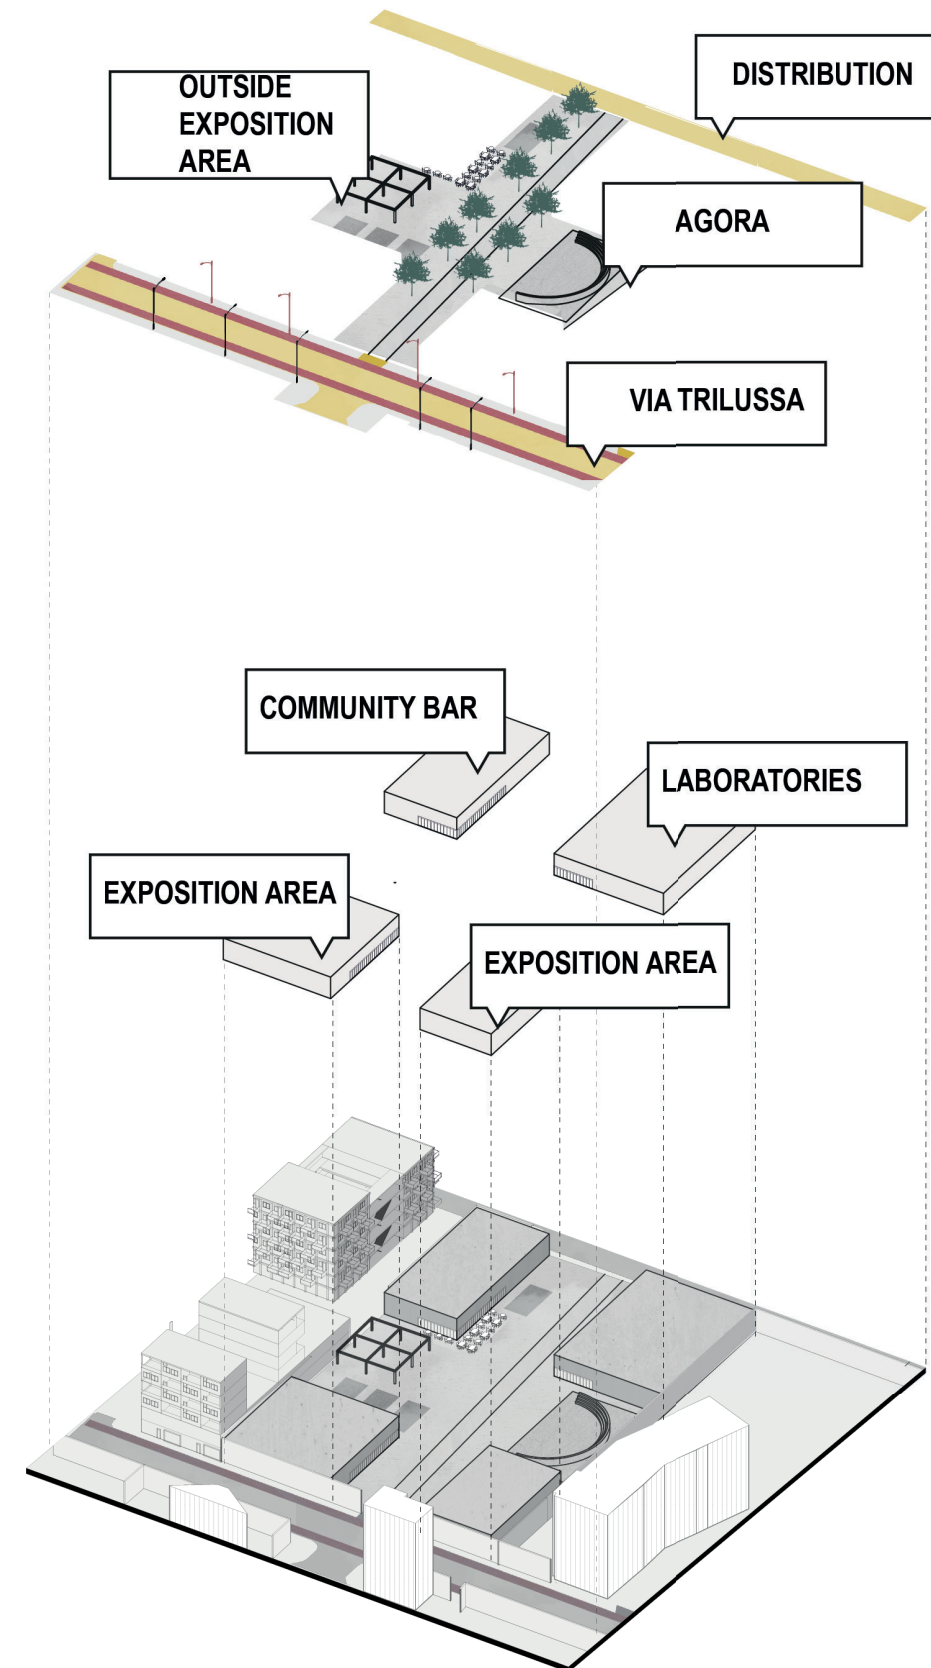 DISTRIBUTION
OUTSIDE
EXPOSITION
AREA
AGORA
VIA TRILUSSA
COMMUNITY BAR
LABORATORIES
EXPOSITION AREA
EXPOSITION AREA